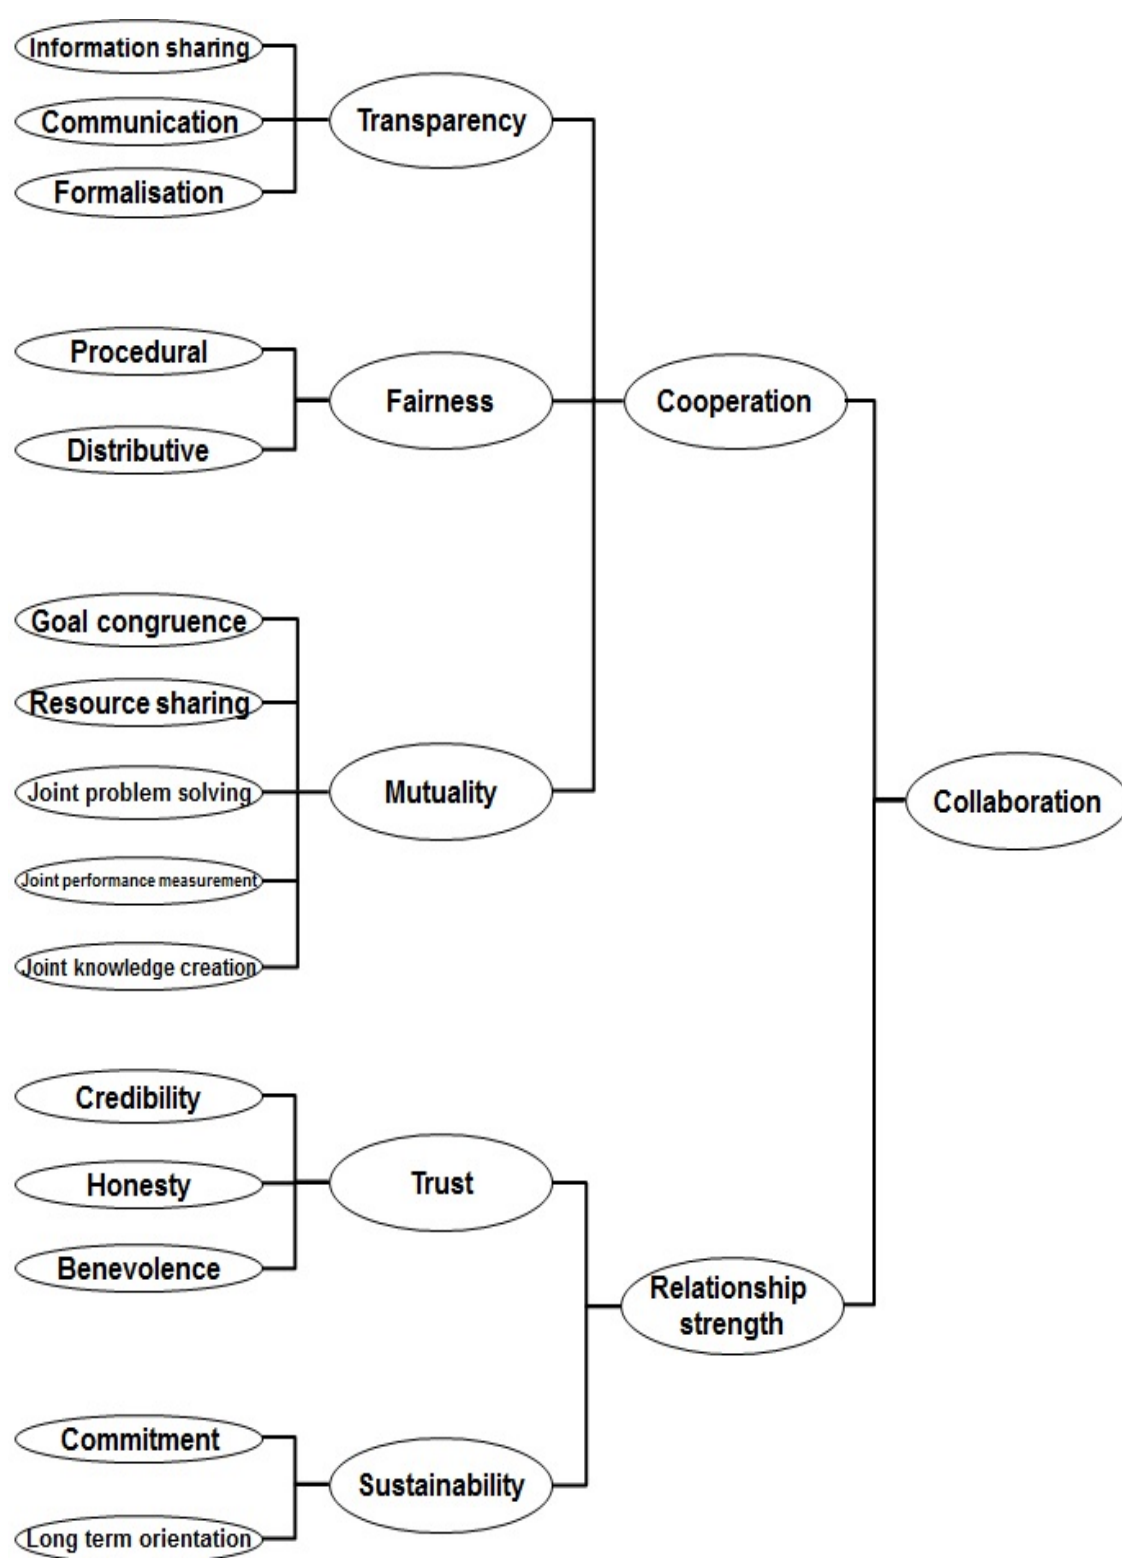 Information sharing
Communication
Formalisation
Transparency
Procedural
Distributive
Fairness
Cooperation
Goal congruence
Resource sharing
Joint problem solving
Joint performance measurement
Joint knowledge creation
Mutuality
Collaboration
Credibility
Honesty
Benevolence
Trust
Relationship
strength
Commitment
Long term orientation
Sustainability